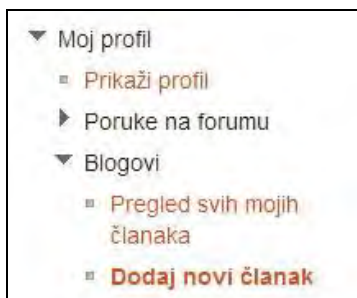 Moj profil
Prikaži profil
Poruke na forumu
Blogovi
Pregled svih mojih
članaka
Dodaj novi članak